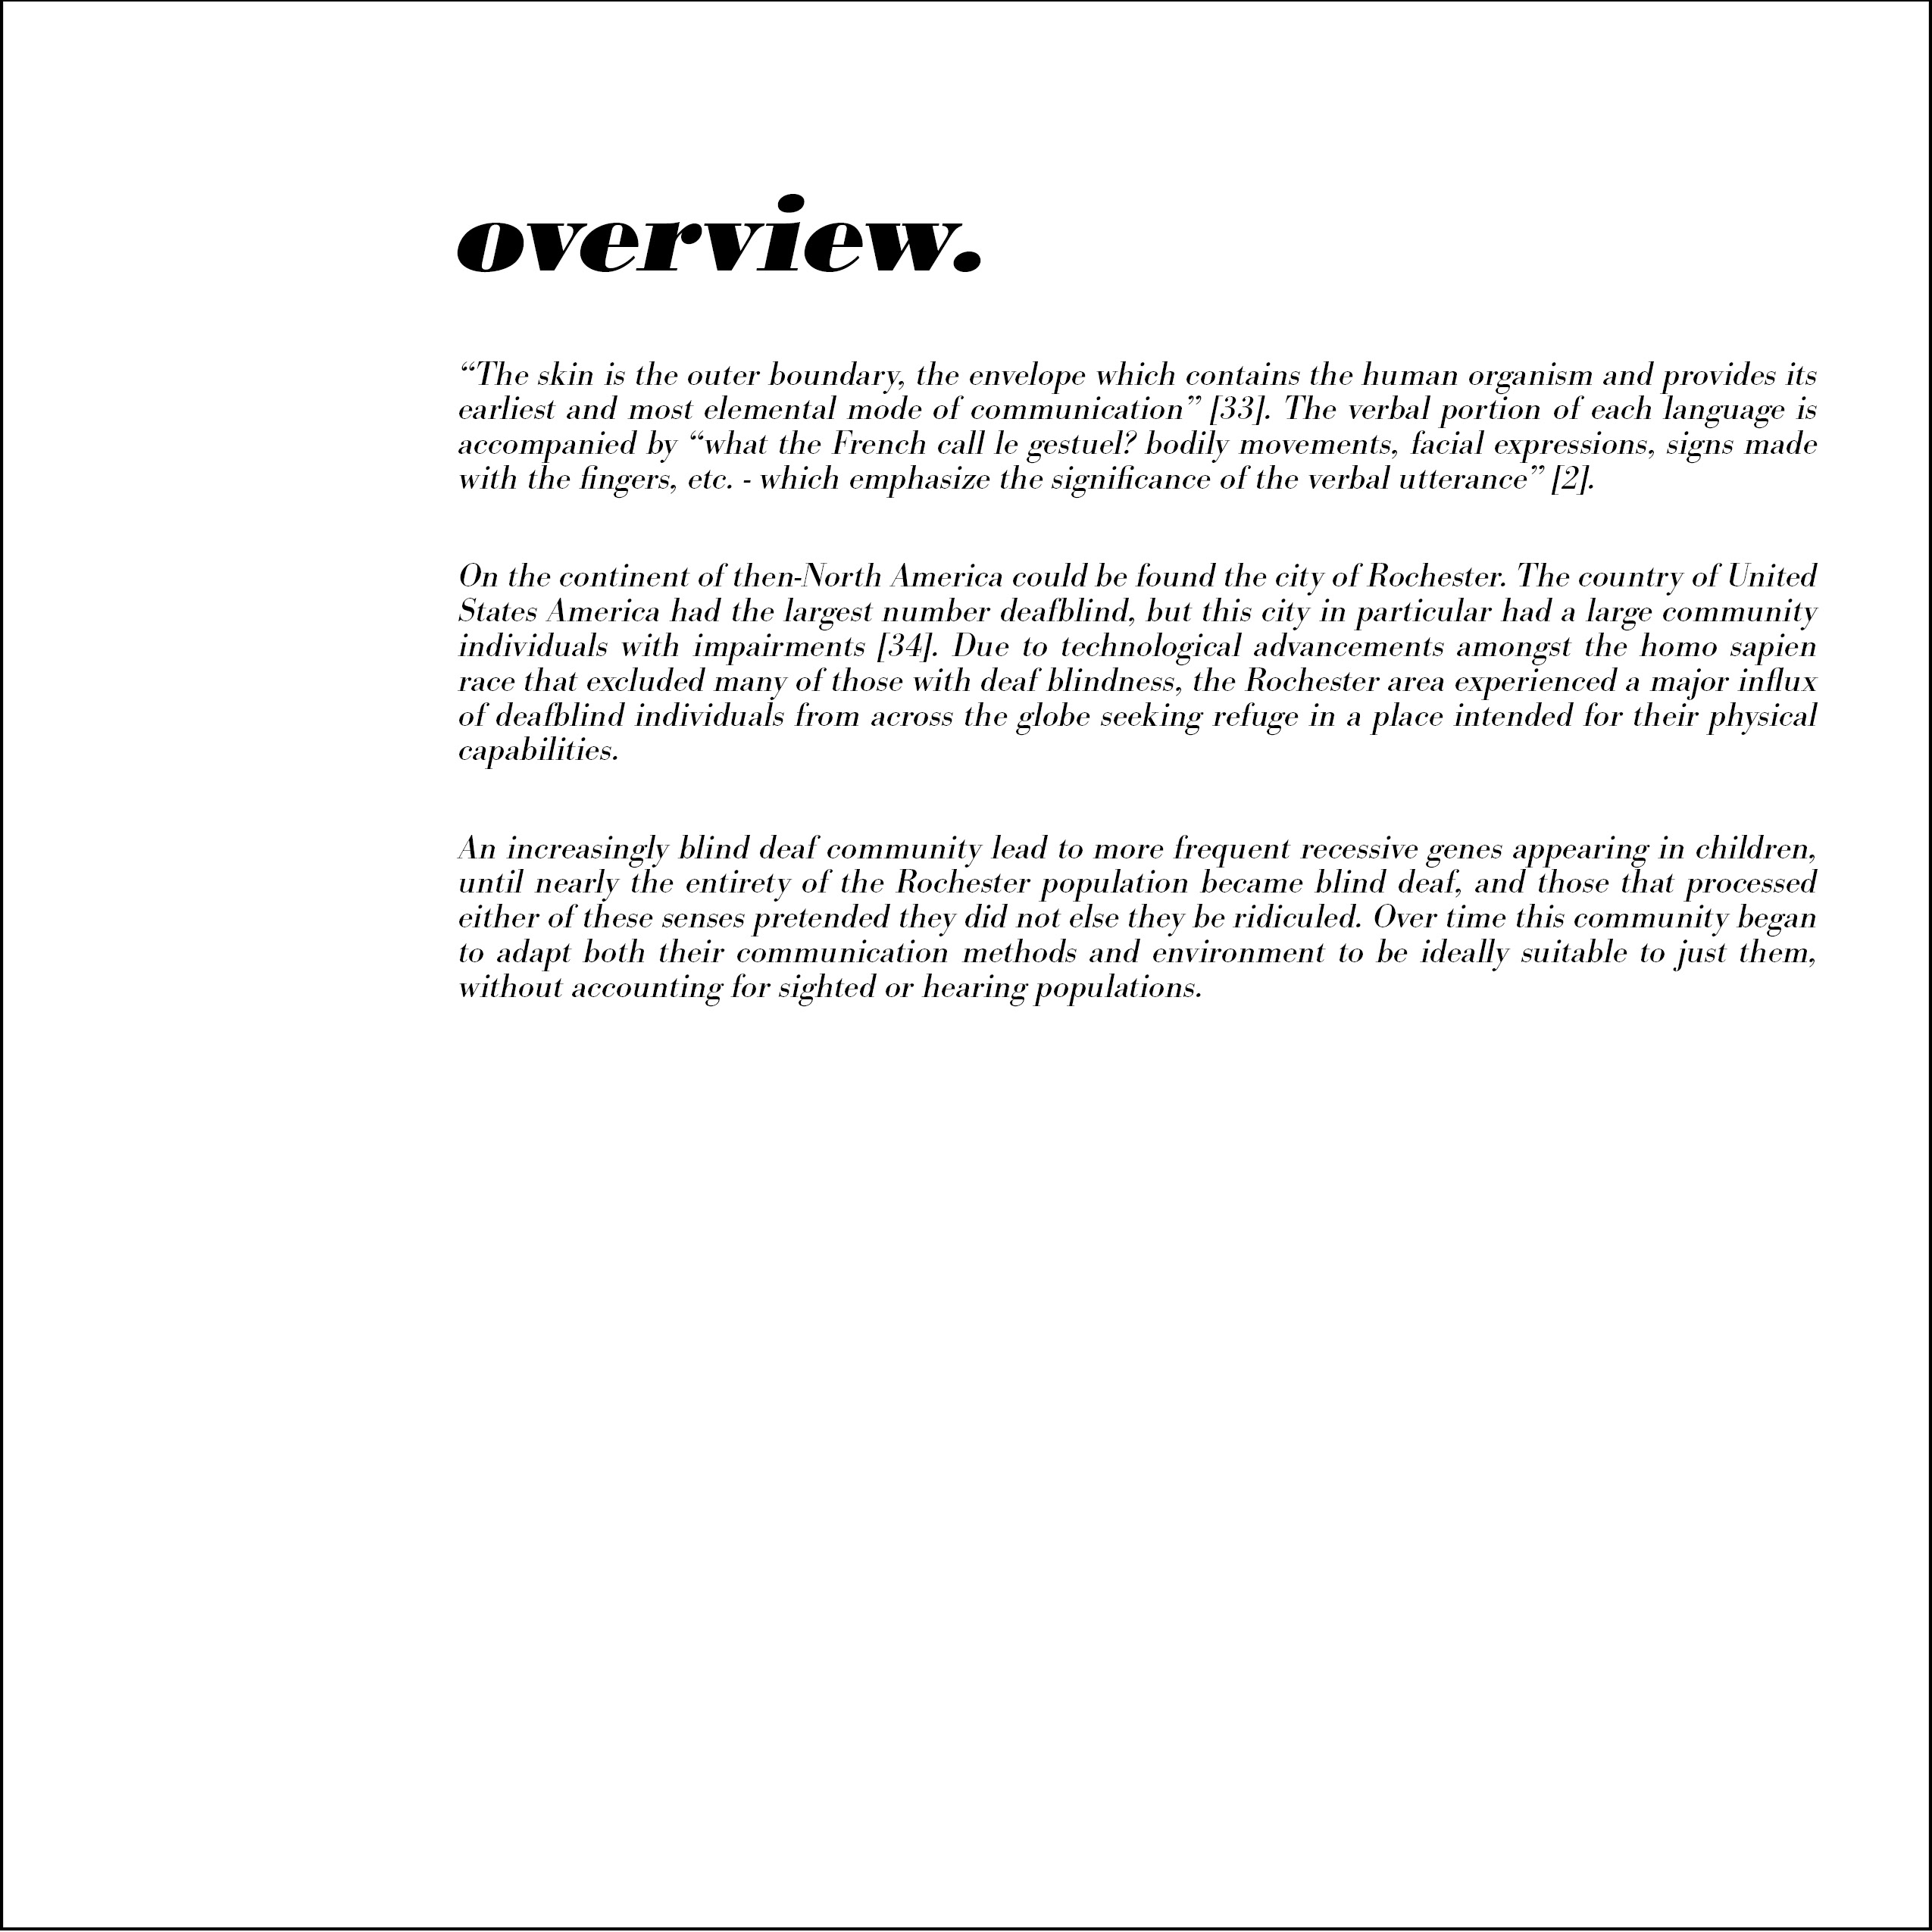 overview.
“The skin is the outer boundary, the envelope which contains the human organism and provides its
earliest and most elemental mode of communication” [33]. The verbal portion of each language is
accompanied by “what the French call le gestuel? bodily movements, facial expressions, signs made
with the fingers, etc. - which emphasize the significance of the verbal utterance” [2].
On the continent of then-North America could be found the city of Rochester. The country of United
States America had the largest number deafblind, but this city in particular had a large community
individuals with impairments [34]. Due to technological advancements amongst the homo sapien
race that excluded many of those with deaf blindness, the Rochester area experienced a major influx
of deafblind individuals from across the globe seeking refuge in a place intended for their physical
capabilities.
An increasingly blind deaf community lead to more frequent recessive genes appearing in children,
until nearly the entirety of the Rochester population became blind deaf, and those that processed
either of these senses pretended they did not else they be ridiculed. Over time this community began
to adapt both their communication methods and environment to be ideally suitable to just them,
without accounting for sighted or hearing populations.